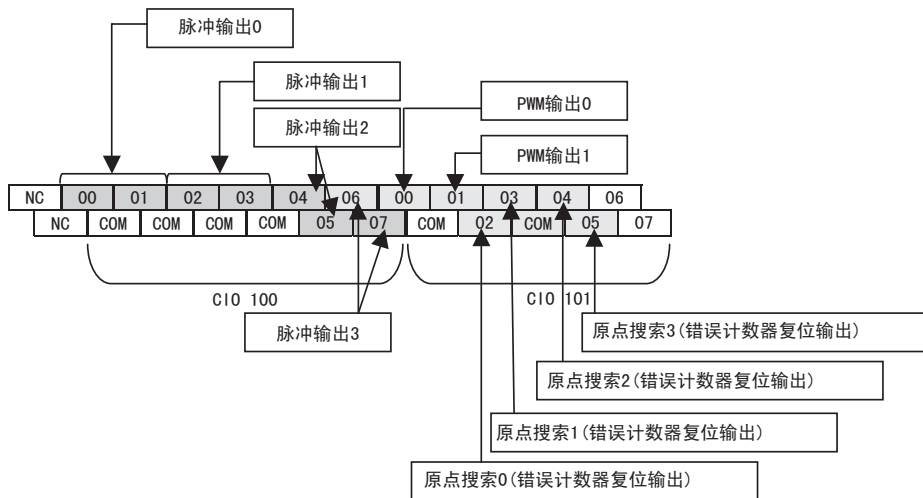 脉冲输出0
脉冲输出1
PWM输出0
脉冲输出2
PWM输出1
NC 00 01 02 03 04 06 00 01 03 04 06
NC COM COM COM COM 05 07 COM 02 COM 05 07
CIO 100 CIO 101
脉冲输出3
原点搜索3(错误计数器复位输出)
原点搜索2(错误计数器复位输出)
原点搜索1(错误计数器复位输出)
原点搜索0(错误计数器复位输出)